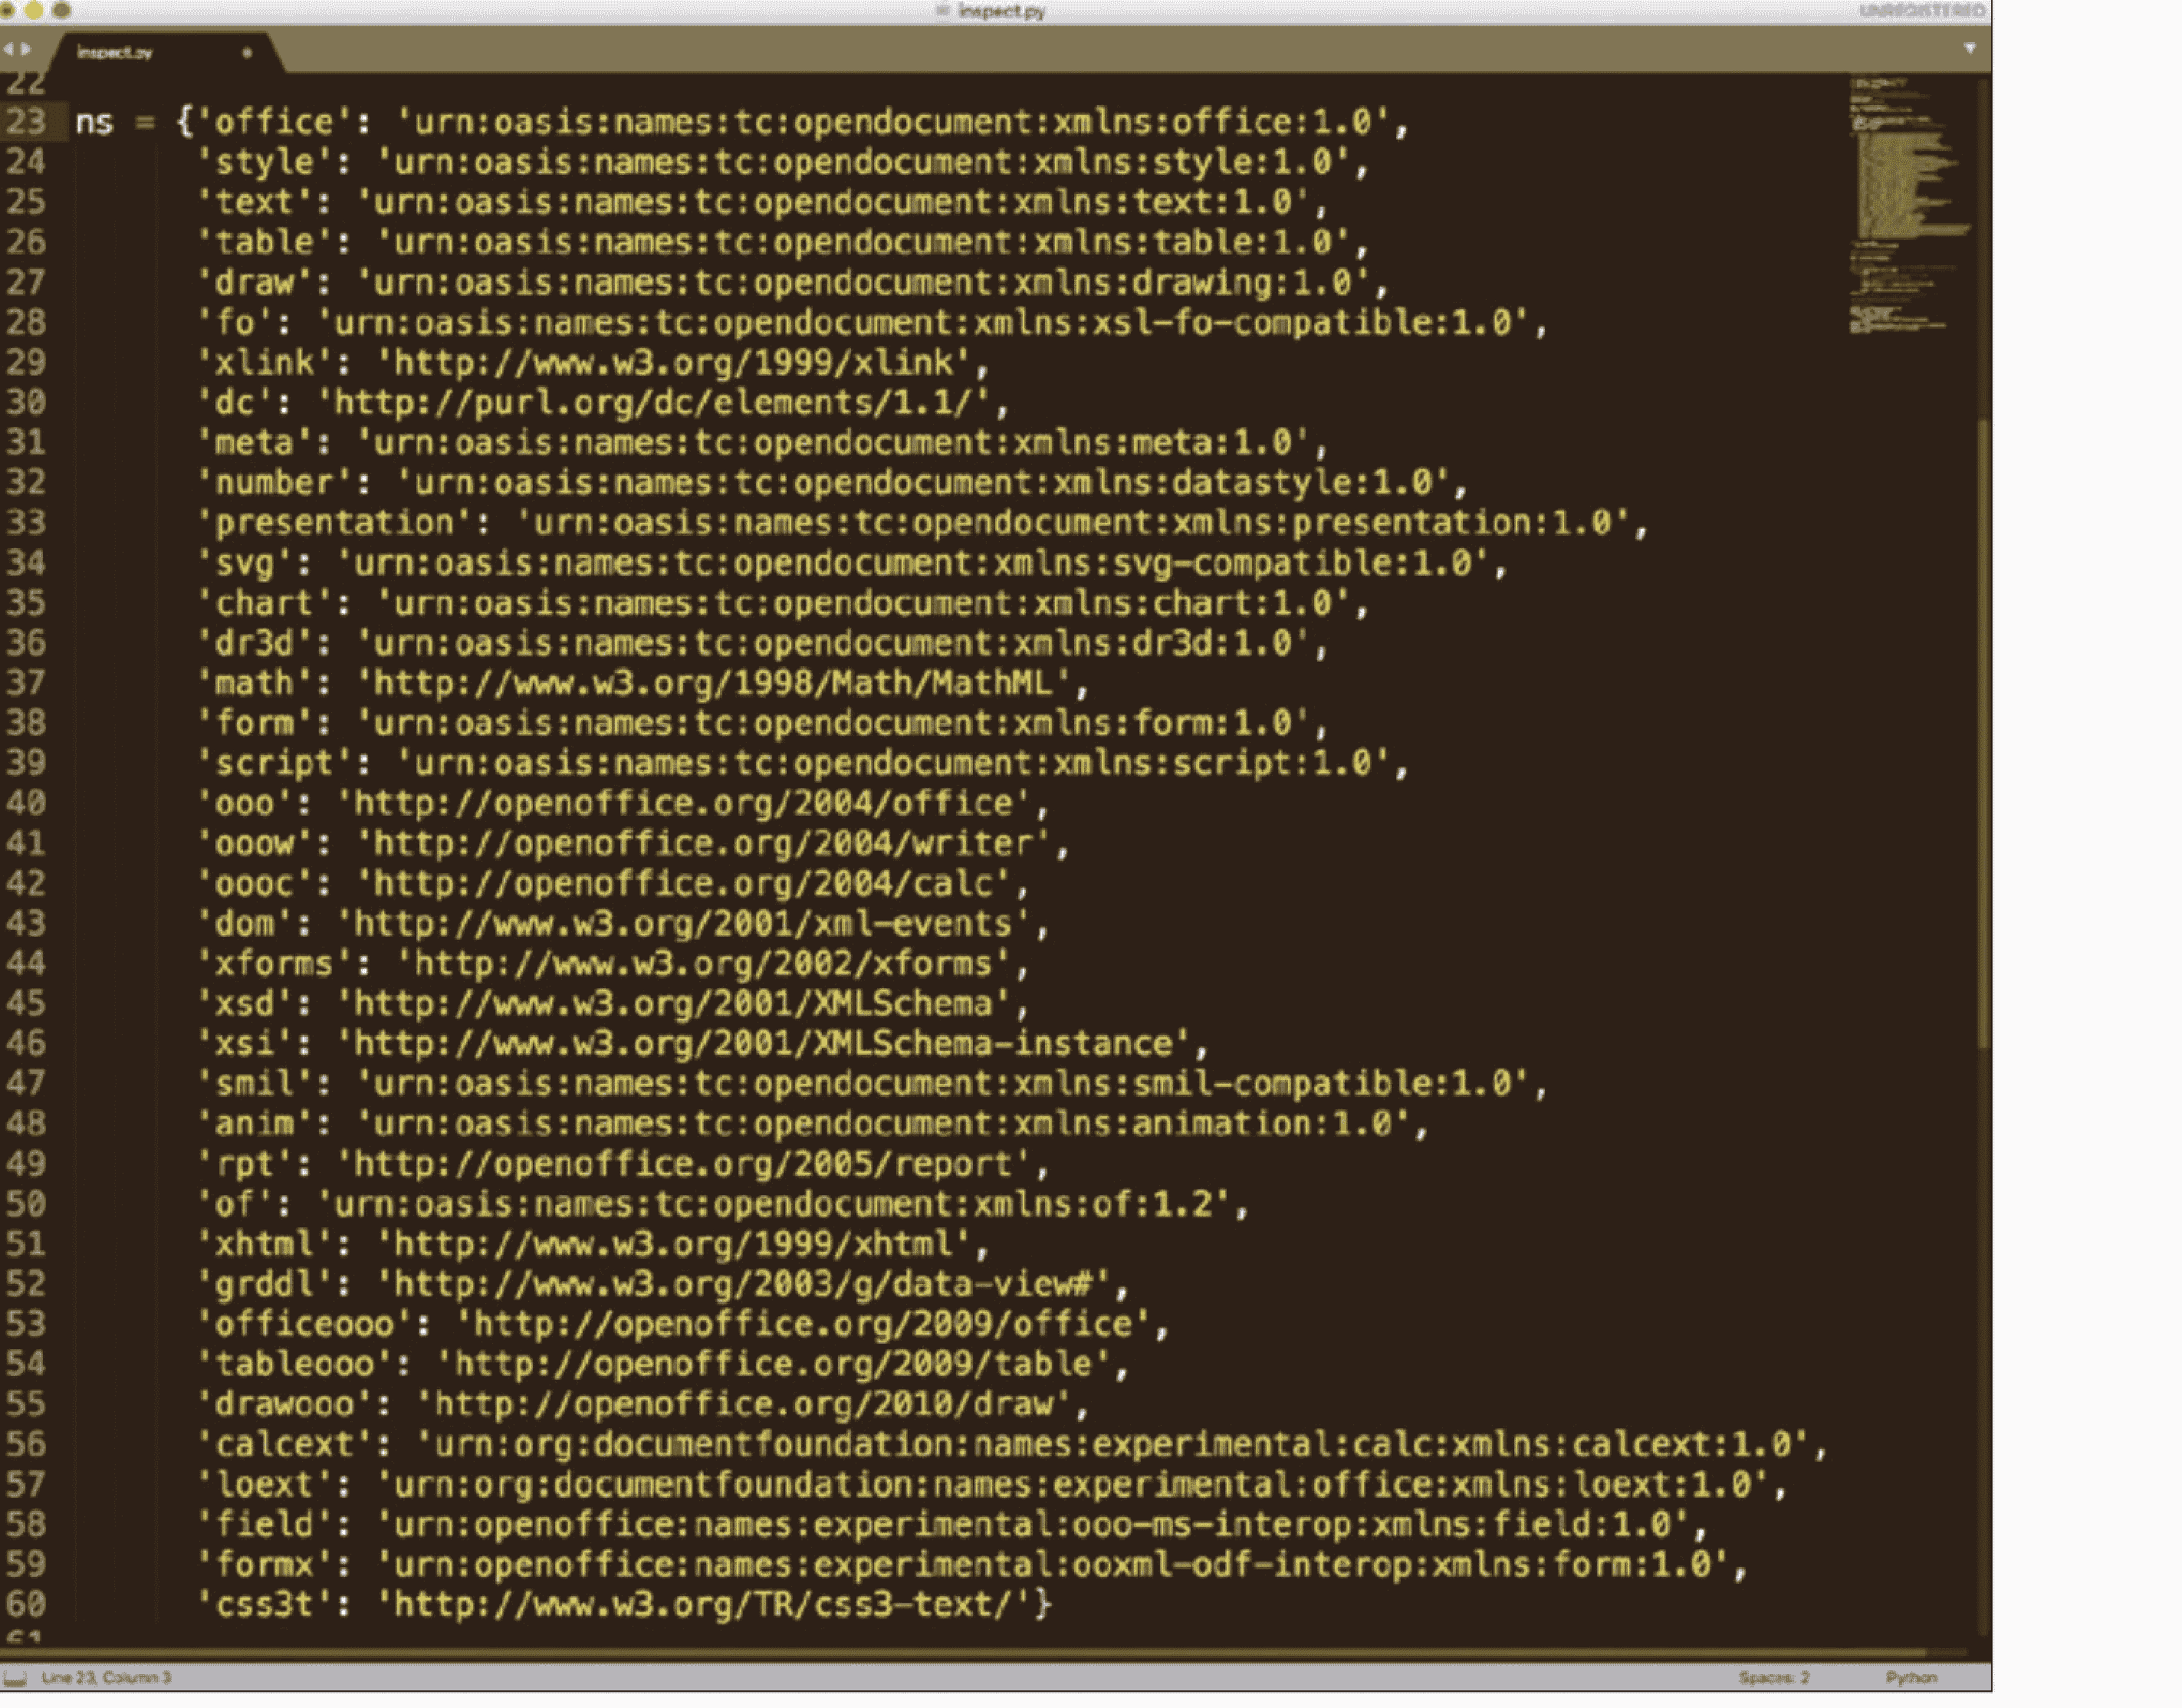 inspect.py
UNREGISTERED
inspect.py
22
23 ns = {'office': 'urn:oasis:names:tc:opendocument:xmlns:office:1.0',
24 'style': 'urn:oasis:names:tc:opendocument:xmlns:style:1.0',
25 'text': 'urn:oasis:names:tc:opendocument:xmlns:text:1.0',
26 'table': 'urn:oasis:names:tc:opendocument:xmlns:table:1.0',
27 'draw': 'urn:oasis:names:tc:opendocument:xmlns:drawing:1.0',
28 'fo': 'urn:oasis:names:tc:opendocument:xmlns:xsl-fo-compatible:1.0',
29 'xlink': 'http://www.w3.org/1999/xlink',
30 'dc': 'http://purl.org/dc/elements/1.1/',
31 'meta': 'urn:oasis:names:tc:opendocument:xmlns:meta:1.0',
32 'number': 'urn:oasis:names:tc:opendocument:xmlns:datastyle:1.0',
33 'presentation': 'urn:oasis:names:tc:opendocument:xmlns:presentation:1.0',
34 'svg': 'urn:oasis:names:tc:opendocument:xmlns:svg-compatible:1.0',
35 'chart': 'urn:oasis:names:tc:opendocument:xmlns:chart:1.0',
36 'dr3d': 'urn:oasis:names:tc:opendocument:xmlns:dr3d:1.0',
37 'math': 'http://www.w3.org/1998/Math/MathML',
38 'form': 'urn:oasis:names:tc:opendocument:xmlns:form:1.0',
39 'script': 'urn:oasis:names:tc:opendocument:xmlns:script:1.0',
40 'ooo': 'http://openoffice.org/2004/office',
41 'ooow': 'http://openoffice.org/2004/writer',
42 'oooc': 'http://openoffice.org/2004/calc',
43 'dom': 'http://www.w3.org/2001/xml-events',
44 'xforms': 'http://www.w3.org/2002/xforms',
45 'xsd': 'http://www.w3.org/2001/XMLSchema',
46 'xsi': 'http://www.w3.org/2001/XMLSchema-instance',
47 'smil': 'urn:oasis:names:tc:opendocument:xmlns:smil-compatible:1.0',
48 'anim': 'urn:oasis:names:tc:opendocument:xmlns:animation:1.0',
49 'rpt': 'http://openoffice.org/2005/report',
50 'of': 'urn:oasis:names:tc:opendocument:xmlns:of:1.2',
51 'xhtml': 'http://www.w3.org/1999/xhtml',
52 'grddl': 'http://www.w3.org/2003/g/data-view#',
53 'officeooo': 'http://openoffice.org/2009/office',
54 'tableooo': 'http://openoffice.org/2009/table',
55 'drawooo': 'http://openoffice.org/2010/draw',
56 'calcext': 'urn:org:documentfoundation:names:experimental:calc:xmlns:calcext:1.0',
57 'loext': 'urn:org:documentfoundation:names:experimental:office:xmlns:loext:1.0',
58 'field': 'urn:openoffice:names:experimental:ooo-ms-interop:xmlns:field:1.0',
59 'formx': 'urn:openoffice:names:experimental:ooxml-odf-interop:xmlns:form:1.0',
60 'css3t': 'http://www.w3.org/TR/css3-text/'}
61
Line 23, Column 3
Spaces: 2
Python